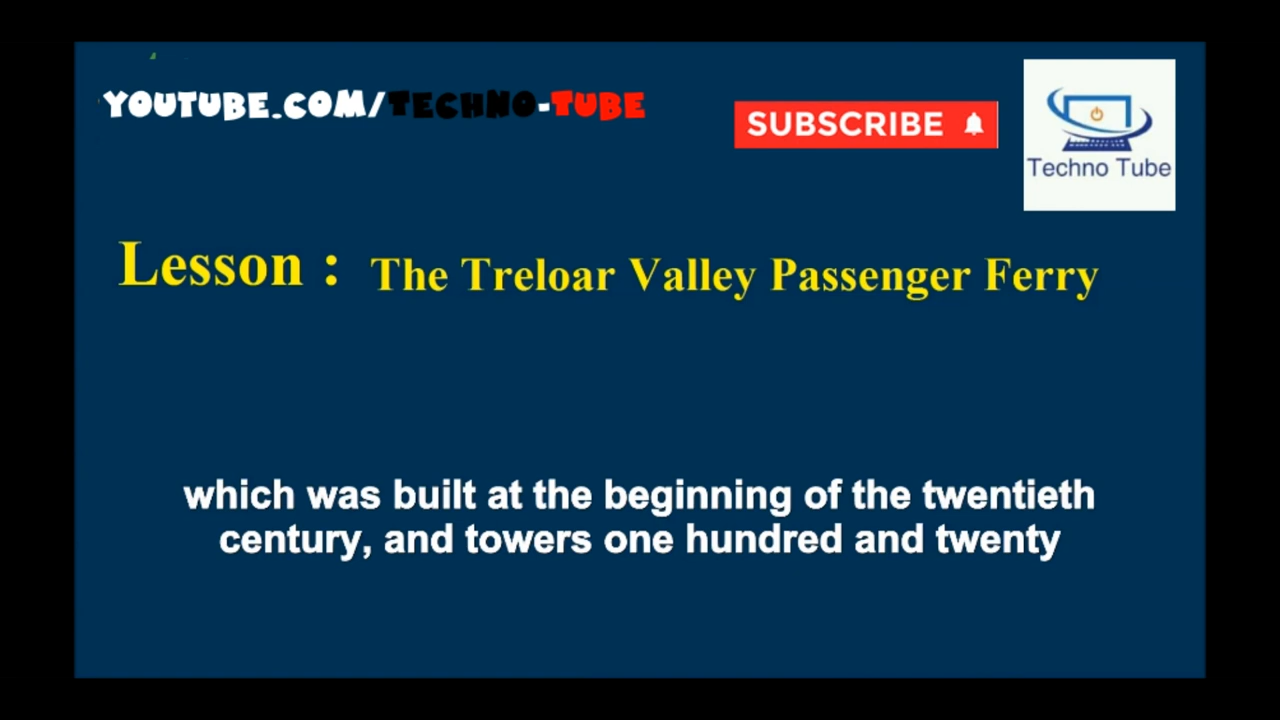 YOUTUBE.COM/TECHNO-TUBE
SUBSCRIBE
Techno Tube
Lesson : The Treloar Valley Passenger Ferry
which was built at the beginning of the twentieth
century, and towers one hundred and twenty